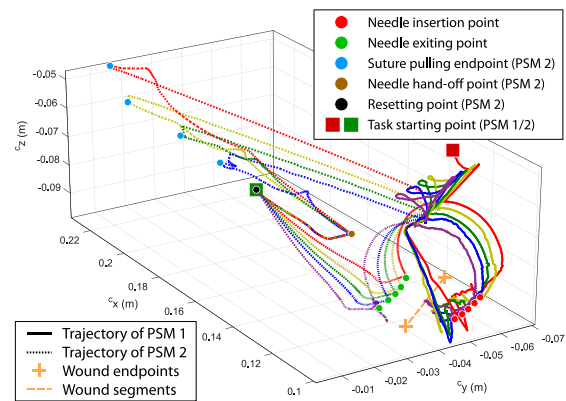 Needle insertion point
Needle exiting point
Suture pulling endpoint (PSM 2)
Needle hand-off point (PSM 2)
Resetting point (PSM 2)
Task starting point (PSM 1/2)
-0.05
-0.06
-0.07
-0.08
-0.09
c z (m)
0.22
0.2
0.18
0.16
0.14
0.12
0.1
c x (m)
-0.01
-0.02
-0.03
-0.04
-0.05
-0.06
-0.07
c y (m)
Trajectory of PSM 1
Trajectory of PSM 2
Wound endpoints
Wound segments